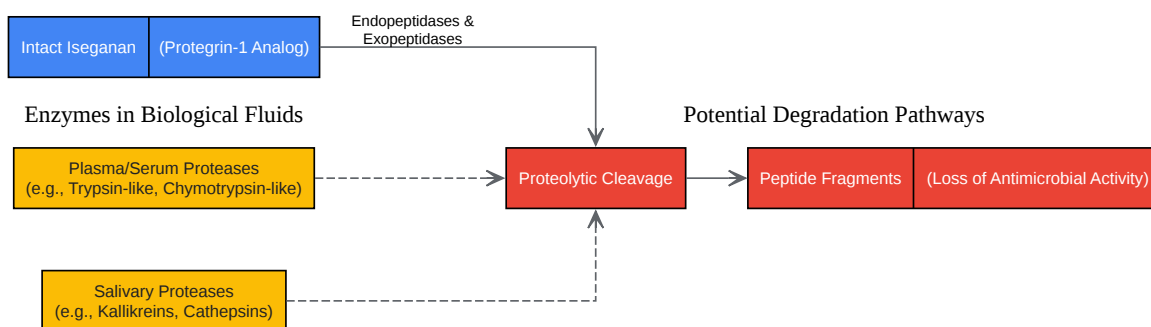 Endopeptidases &
Exopeptidases
Intact Iseganan
(Protegrin-1 Analog)
Enzymes in Biological Fluids
Potential Degradation Pathways
Plasma/Serum Proteases
(e.g., Trypsin-like, Chymotrypsin-like)
Proteolytic Cleavage
Peptide Fragments
(Loss of Antimicrobial Activity)
Salivary Proteases
(e.g., Kallikreins, Cathepsins)